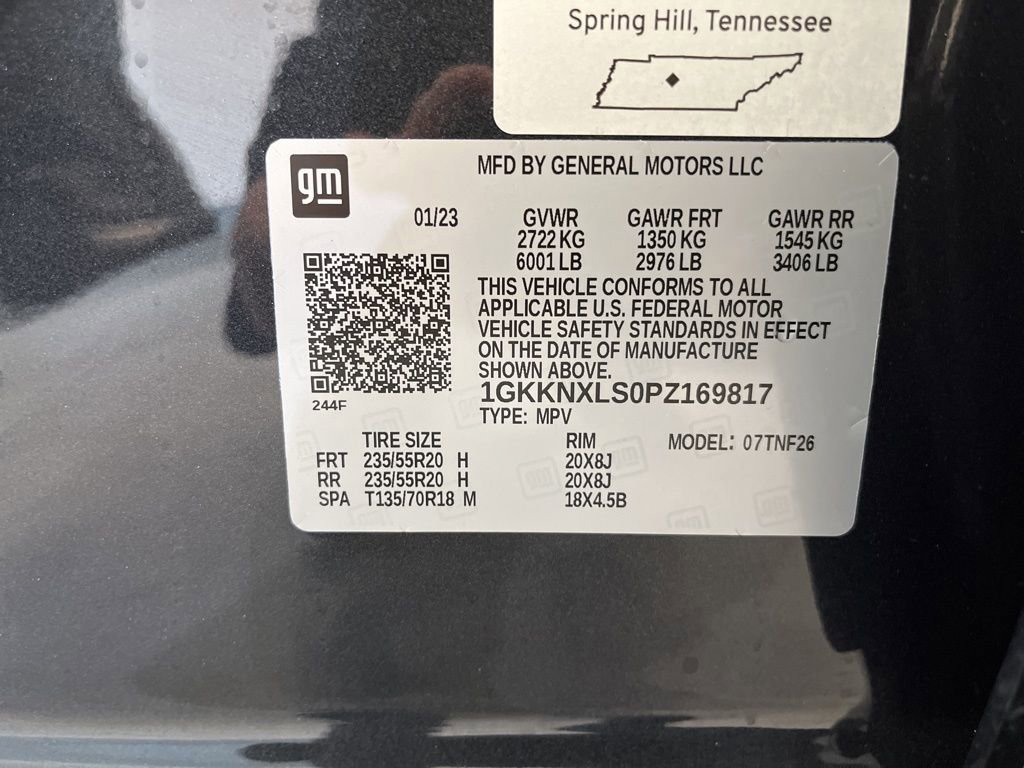 Spring Hill, Tennessee
gm
MFD BY GENERAL MOTORS LLC
01/23 GVWR GAWR FRT GAWR RR
2722 KG 1350 KG 1545 KG
6001 LB 2976 LB 3406 LB
THIS VEHICLE CONFORMS TO ALL
APPLICABLE U.S. FEDERAL MOTOR
VEHICLE SAFETY STANDARDS IN EFFECT
ON THE DATE OF MANUFACTURE
SHOWN ABOVE.
1GKKNXLS0PZ169817
244F
TYPE: MPV
TIRE SIZE RIM MODEL: 07TNF26
FRT 235/55R20 H 20X8J
RR 235/55R20 H 20X8J
SPA T135/70R18 M 18X4.5B